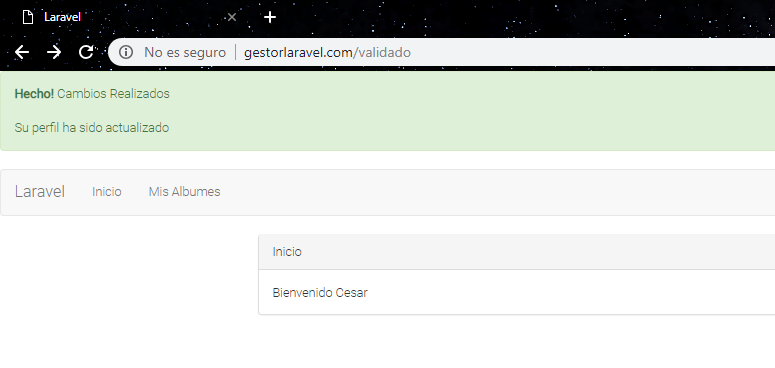 Laravel
No es seguro | gestorlaravel.com/validado
Hecho! Cambios Realizados
Su perfil ha sido actualizado
Laravel Inicio Mis Albumes
Inicio
Bienvenido Cesar